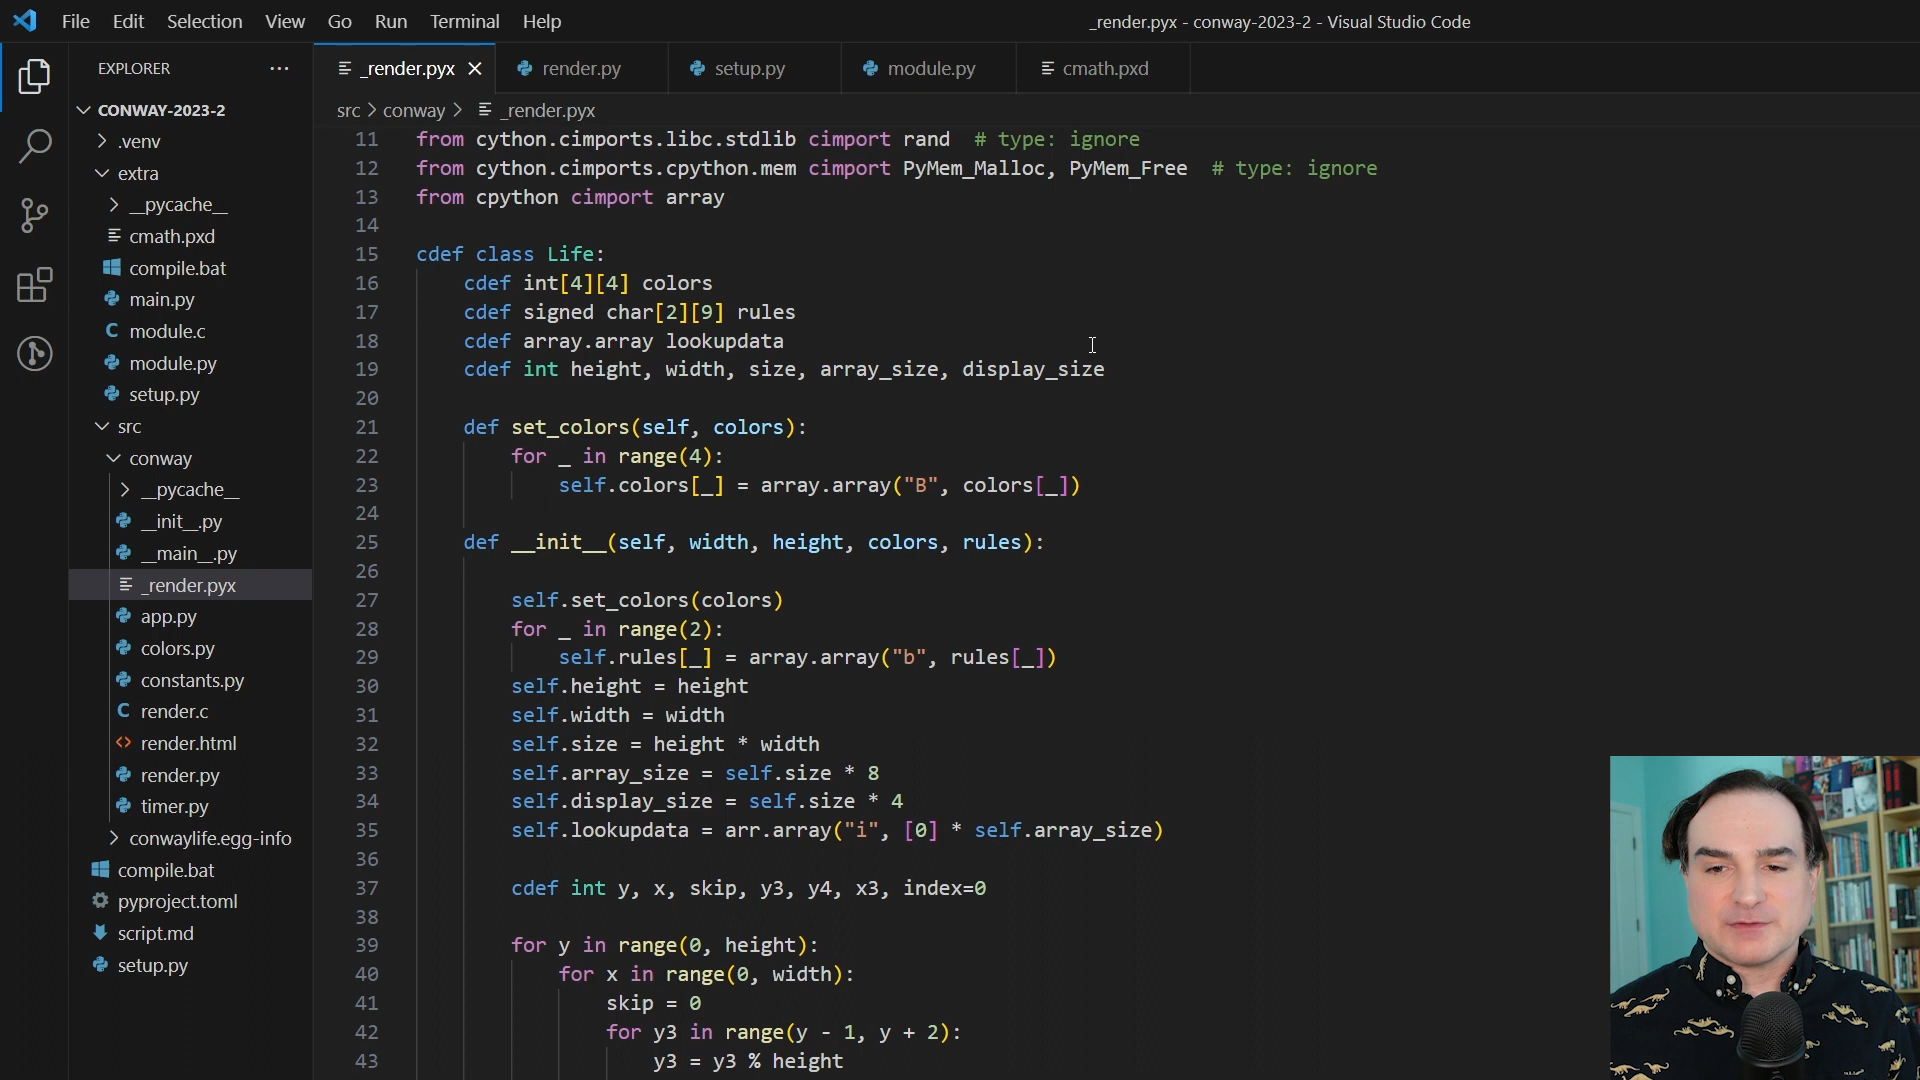 File Edit Selection View Go Run Terminal Help
_render.pyx - conway-2023-2 - Visual Studio Code
EXPLORER
CONWAY-2023-2
.venv
extra
__pycache__
cmath.pxd
compile.bat
main.py
module.c
module.py
setup.py
src
conway
__pycache__
__init__.py
__main__.py
_render.pyx
app.py
colors.py
constants.py
render.c
render.html
render.py
timer.py
conwaylife.egg-info
compile.bat
pyproject.toml
script.md
setup.py
_render.pyx render.py setup.py module.py cmath.pxd
src > conway > _render.pyx
11 from cython.cimports.libc.stdlib cimport rand  # type: ignore
12 from cython.cimports.cpython.mem cimport PyMem_Malloc, PyMem_Free  # type: ignore
13 from cpython cimport array
14
15 cdef class Life:
16     cdef int[4][4] colors
17     cdef signed char[2][9] rules
18     cdef array.array lookupdata
19     cdef int height, width, size, array_size, display_size
20
21     def set_colors(self, colors):
22         for _ in range(4):
23             self.colors[_] = array.array("B", colors[_])
24
25     def __init__(self, width, height, colors, rules):
26
27         self.set_colors(colors)
28         for _ in range(2):
29             self.rules[_] = array.array("b", rules[_])
30         self.height = height
31         self.width = width
32         self.size = height * width
33         self.array_size = self.size * 8
34         self.display_size = self.size * 4
35         self.lookupdata = arr.array("i", [0] * self.array_size)
36
37         cdef int y, x, skip, y3, y4, x3, index=0
38
39         for y in range(0, height):
40             for x in range(0, width):
41                 skip = 0
42                 for y3 in range(y - 1, y + 2):
43                     y3 = y3 % height